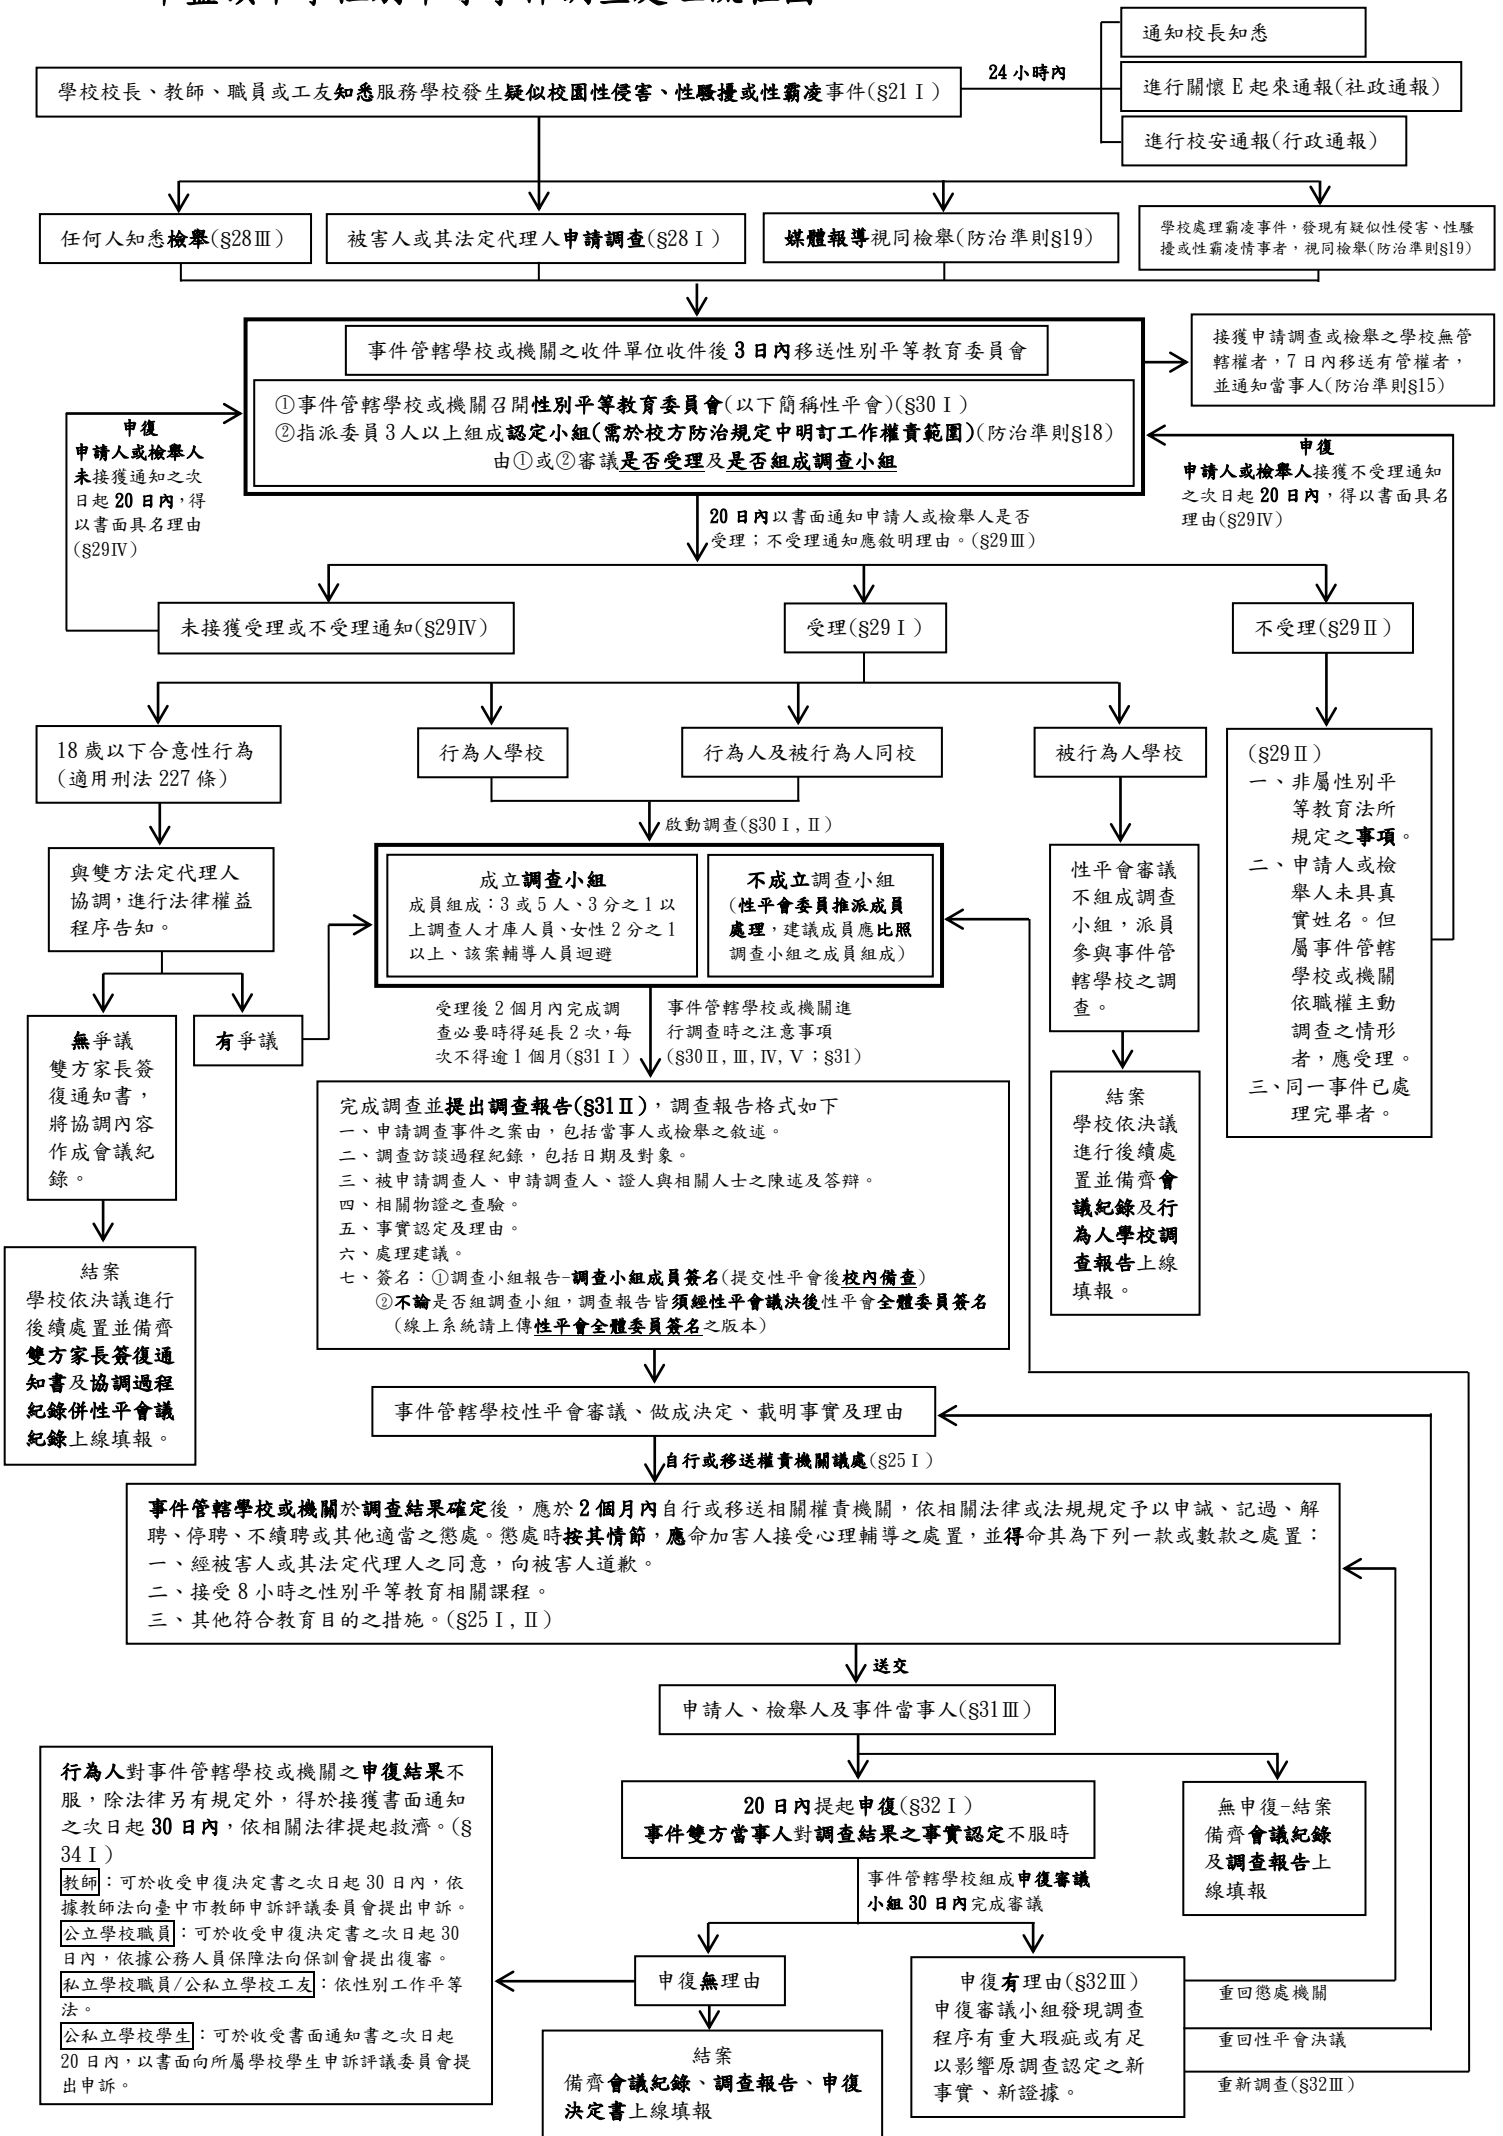 通知校長知悉
24 小時內
學校校長、教師、職員或工友知悉服務學校發生疑似校園性侵害、性騷擾或性霸凌事件(§21Ⅰ)
進行關懷 E 起來通報(社政通報)
進行校安通報(行政通報)
任何人知悉檢舉(§28Ⅲ)
被害人或其法定代理人申請調查(§28Ⅰ)
媒體報導視同檢舉(防治準則§19)
學校處理霸凌事件，發現有疑似性侵害、性騷
擾或性霸凌情事者，視同檢舉(防治準則§19)
事件管轄學校或機關之收件單位收件後 3 日內移送性別平等教育委員會
①事件管轄學校或機關召開性別平等教育委員會(以下簡稱性平會)(§30Ⅰ)
②指派委員 3 人以上組成認定小組(需於校方防治規定中明訂工作權責範圍)(防治準則§18)
由①或②審議是否受理及是否組成調查小組
接獲申請調查或檢舉之學校無管
轄權者，7 日內移送有管權者，
並通知當事人(防治準則§15)
申復
申請人或檢舉人
未接獲通知之次
日起 20 日內，得
以書面具名理由
(§29Ⅳ)
申復
申請人或檢舉人接獲不受理通知
之次日起 20 日內，得以書面具名
理由(§29Ⅳ)
20 日內以書面通知申請人或檢舉人是否
受理；不受理通知應敘明理由。(§29Ⅲ)
未接獲受理或不受理通知(§29Ⅳ)
受理(§29Ⅰ)
不受理(§29Ⅱ)
18 歲以下合意性行為
(適用刑法 227 條)
行為人學校
行為人及被行為人同校
被行為人學校
(§29Ⅱ)
一、非屬性別平
等教育法所
規定之事項。
二、申請人或檢
舉人未具真
實姓名。但
屬事件管轄
學校或機關
依職權主動
調查之情形
者，應受理。
三、同一事件已處
理完畢者。
啟動調查(§30Ⅰ,Ⅱ)
與雙方法定代理人
協調，進行法律權益
程序告知。
成立調查小組
成員組成：3 或 5 人、3 分之 1 以
上調查人才庫人員、女性 2 分之 1
以上、該案輔導人員迴避
不成立調查小組
(性平會委員推派成員
處理，建議成員應比照
調查小組之成員組成)
性平會審議
不組成調查
小組，派員
參與事件管
轄學校之調
查。
無爭議
雙方家長簽
復通知書，
將協調內容
作成會議紀
錄。
有爭議
受理後 2 個月內完成調
查必要時得延長 2 次，每
次不得逾 1 個月(§31Ⅰ)
事件管轄學校或機關進
行調查時之注意事項
(§30Ⅱ,Ⅲ,Ⅳ,Ⅴ；§31)
完成調查並提出調查報告(§31Ⅱ)，調查報告格式如下
一、申請調查事件之案由，包括當事人或檢舉之敘述。
二、調查訪談過程紀錄，包括日期及對象。
三、被申請調查人、申請調查人、證人與相關人士之陳述及答辯。
四、相關物證之查驗。
五、事實認定及理由。
六、處理建議。
七、簽名：①調查小組報告-調查小組成員簽名(提交性平會後校內備查)
②不論是否組調查小組，調查報告皆須經性平會議決後性平會全體委員簽名
(線上系統請上傳性平會全體委員簽名之版本)
結案
學校依決議
進行後續處
置並備齊會
議紀錄及行
為人學校調
查報告上線
填報。
結案
學校依決議進行
後續處置並備齊
雙方家長簽復通
知書及協調過程
紀錄併性平會議
紀錄上線填報。
事件管轄學校性平會審議、做成決定、載明事實及理由
自行或移送權責機關議處(§25Ⅰ)
事件管轄學校或機關於調查結果確定後，應於 2 個月內自行或移送相關權責機關，依相關法律或法規規定予以申誡、記過、解
聘、停聘、不續聘或其他適當之懲處。懲處時按其情節，應命加害人接受心理輔導之處置，並得命其為下列一款或數款之處置：
一、經被害人或其法定代理人之同意，向被害人道歉。
二、接受 8 小時之性別平等教育相關課程。
三、其他符合教育目的之措施。(§25Ⅰ,Ⅱ)
送交
申請人、檢舉人及事件當事人(§31Ⅲ)
行為人對事件管轄學校或機關之申復結果不
服，除法律另有規定外，得於接獲書面通知
之次日起 30 日內，依相關法律提起救濟。(§
34Ⅰ)
教師：可於收受申復決定書之次日起 30 日內，依
據教師法向臺中市教師申訴評議委員會提出申訴。
公立學校職員：可於收受申復決定書之次日起 30
日內，依據公務人員保障法向保訓會提出復審。
私立學校職員/公私立學校工友：依性別工作平等
法。
公私立學校學生：可於收受書面通知書之次日起
20 日內，以書面向所屬學校學生申訴評議委員會提
出申訴。
20 日內提起申復(§32Ⅰ)
事件雙方當事人對調查結果之事實認定不服時
無申復-結案
備齊會議紀錄
及調查報告上
線填報
事件管轄學校組成申復審議
小組 30 日內完成審議
申復無理由
申復有理由(§32Ⅲ)
申復審議小組發現調查
程序有重大瑕疵或有足
以影響原調查認定之新
事實、新證據。
重回懲處機關
重回性平會決議
重新調查(§32Ⅲ)
結案
備齊會議紀錄、調查報告、申復
決定書上線填報